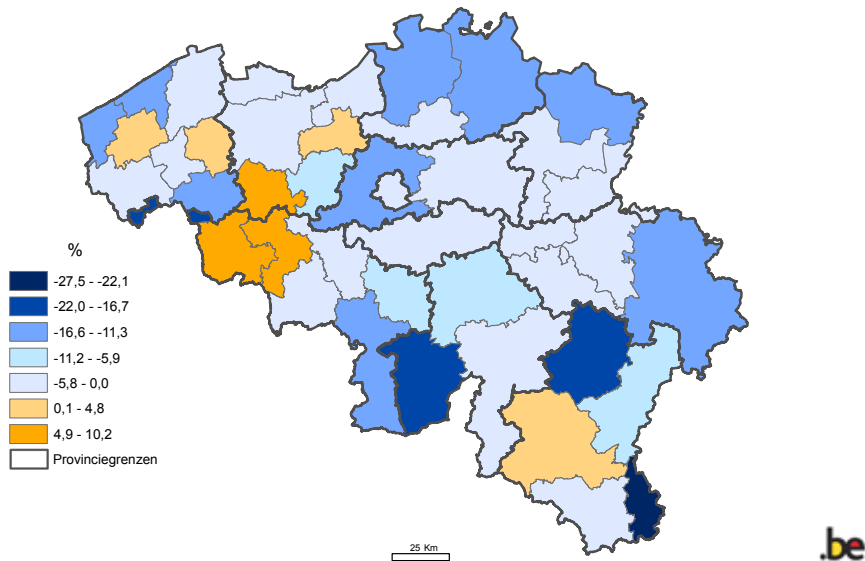 %
-27,5 - -22,1
-22,0 - -16,7
-16,6 - -11,3
-11,2 - -5,9
-5,8 - 0,0
0,1 - 4,8
4,9 - 10,2
Provinciegrenzen
25 Km
.be